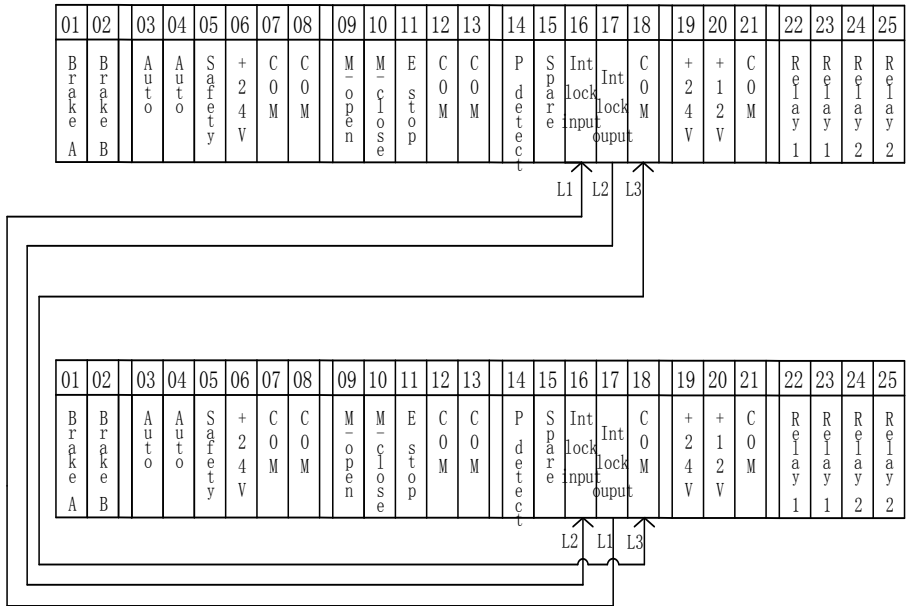 01 02 03 04 05 06 07 08 09 10 11 12 13 14 15 16 17 18 19 20 21 22 23 24 25
Brake A Brake B Auto Auto Safety +24V COM COM M-open M-close E stop COM COM P detect Spare Int lock input Int lock ouput COM +24V +12V COM Relay 1 Relay 1 Relay 2 Relay 2
L1 L2 L3
01 02 03 04 05 06 07 08 09 10 11 12 13 14 15 16 17 18 19 20 21 22 23 24 25
Brake A Brake B Auto Auto Safety +24V COM COM M-open M-close E stop COM COM P detect Spare Int lock input Int lock ouput COM +24V +12V COM Relay 1 Relay 1 Relay 2 Relay 2
L2 L1 L3